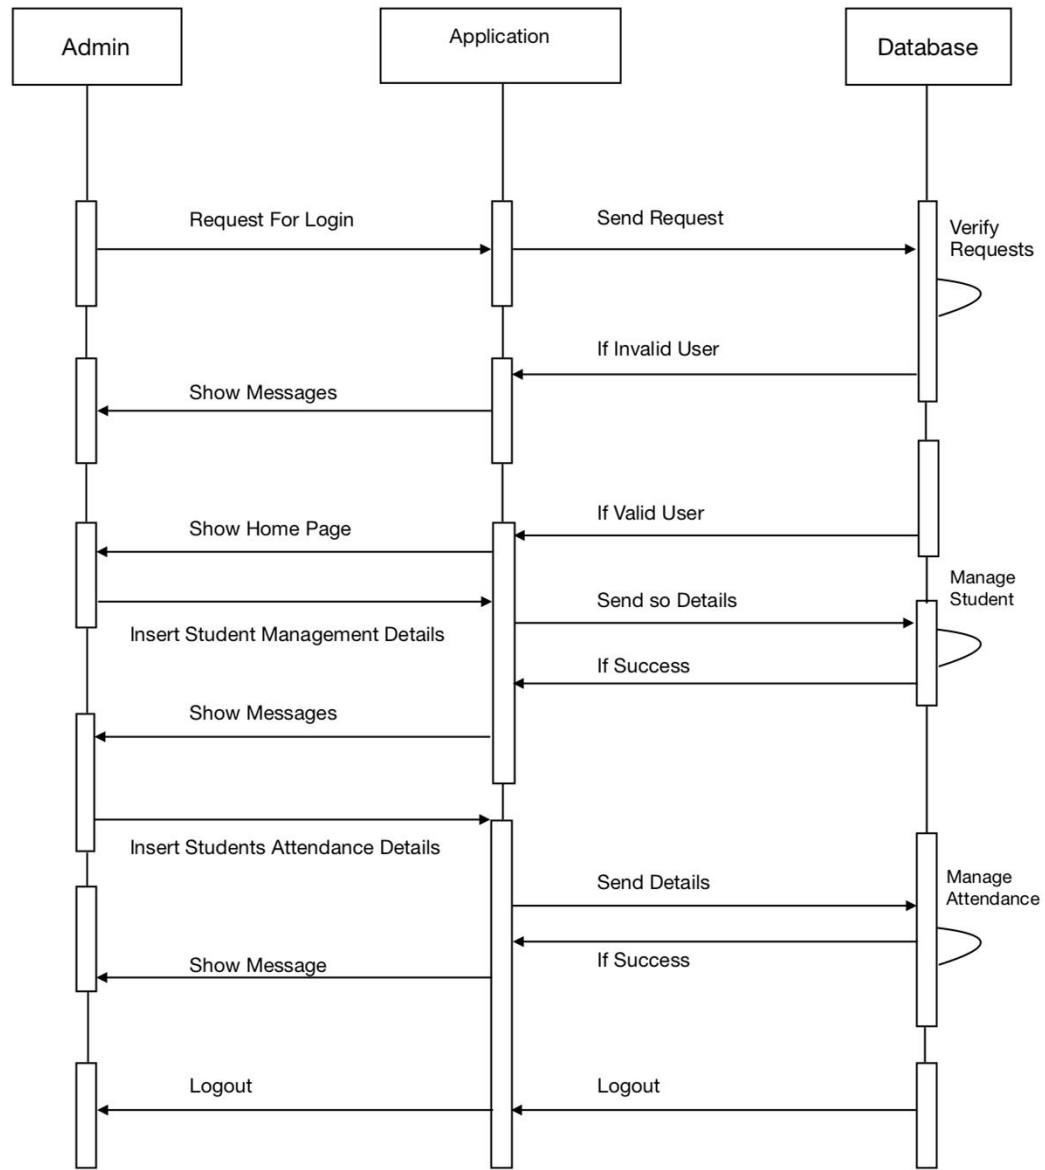 Admin
Application
Database
Request For Login
Send Request
Verify
Requests
If Invalid User
Show Messages
If Valid User
Show Home Page
Manage
Student
Send so Details
Insert Student Management Details
If Success
Show Messages
Insert Students Attendance Details
Send Details
Manage
Attendance
If Success
Show Message
Logout
Logout